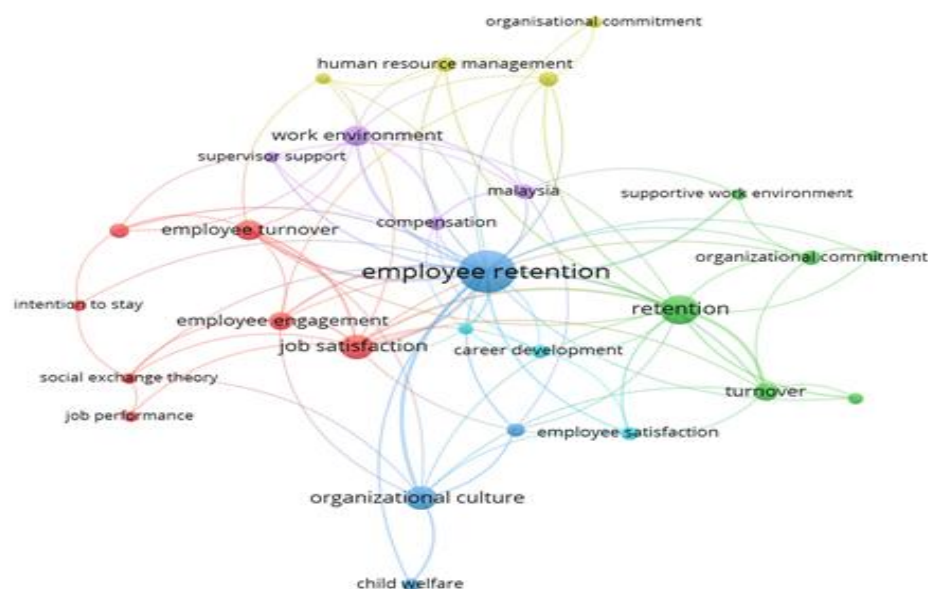 organisational commitment
human resource management
work environment
supervisor support
malaysia
supportive work environment
compensation
employee turnover
organizational commitment
employee retention
intention to stay
retention
employee engagement
job satisfaction
career development
social exchange theory
turnover
job performance
employee satisfaction
organizational culture
child welfare